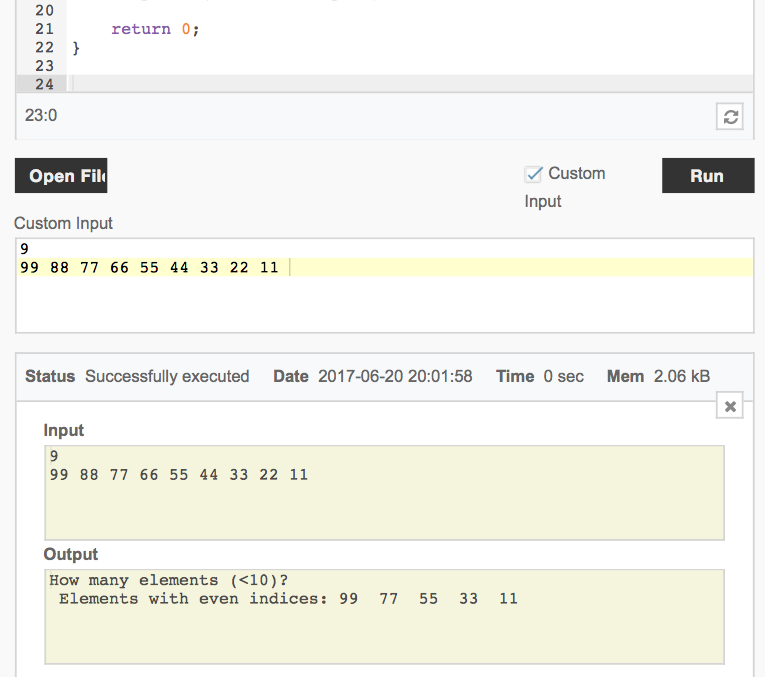 20
21 return 0;
22 }
23
24
23:0
Open File
Custom Input
Run
Custom Input
9
99 88 77 66 55 44 33 22 11
Status Successfully executed Date 2017-06-20 20:01:58 Time 0 sec Mem 2.06 kB
Input
9
99 88 77 66 55 44 33 22 11
Output
How many elements (<10)?
Elements with even indices: 99 77 55 33 11